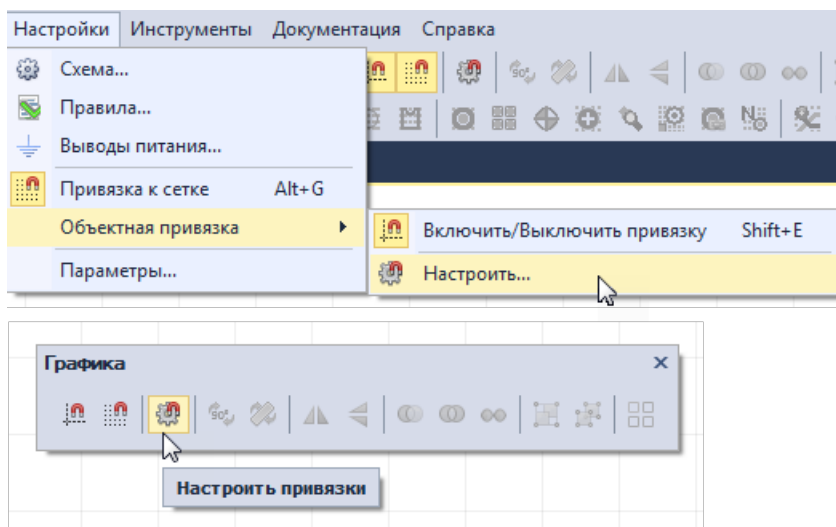 Настройки Инструменты Документация Справка
Схема...
Правила...
Выводы питания...
Привязка к сетке Alt+G
Объектная привязка
Включить/Выключить привязку Shift+E
Параметры...
Настроить...
Графика
Настроить привязки